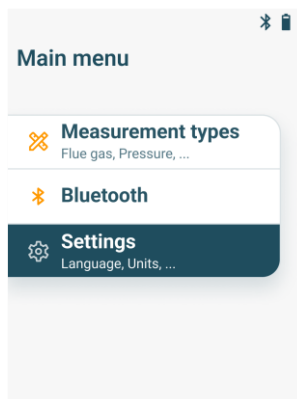 Main menu
Measurement types
Flue gas, Pressure, ...
Bluetooth
Settings
Language, Units, ...